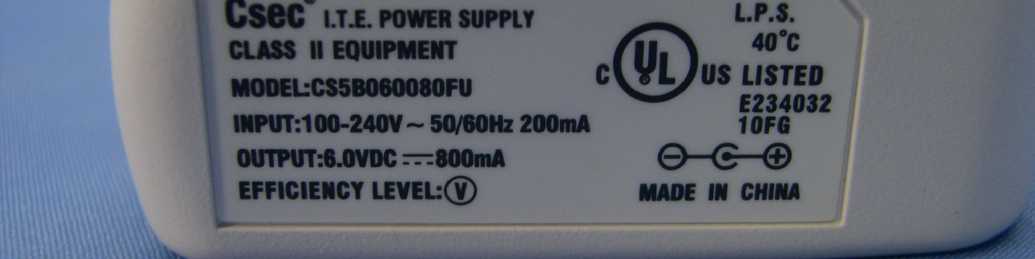 Csec® I.T.E. POWER SUPPLY
CLASS II EQUIPMENT
MODEL:CS5B060080FU
INPUT:100-240V~ 50/60Hz 200mA
OUTPUT:6.0VDC ⎓800mA
EFFICIENCY LEVEL:Ⓥ
L.P.S.
40°C
C UL US LISTED
E234032
10FG
MADE IN CHINA